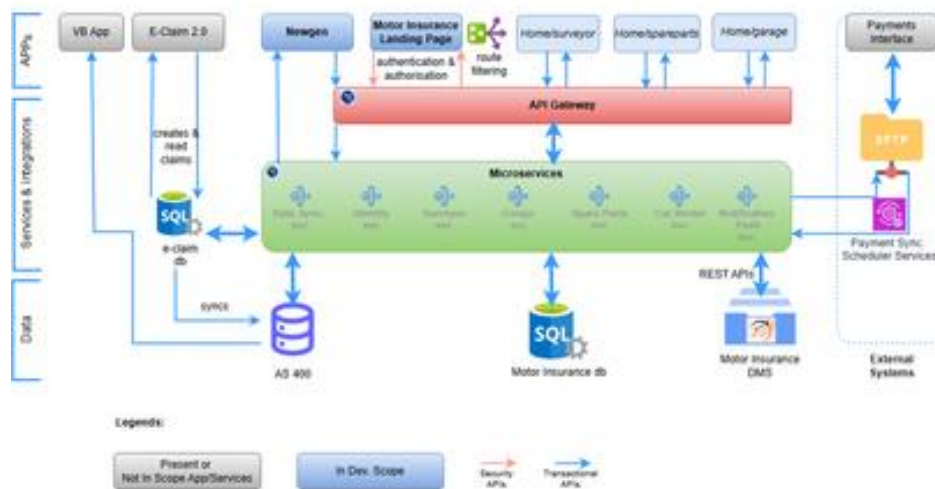 APPs
VB App
E-Claim 2.0
Newgen
Motor Insurance
Landing Page
Home/surveyor
Home/spareparts
Home/garage
Payments
Interface
authentication &
authorisation
route
filtering
API Gateway
Services & Integrations
creates &
read
claims
Microservices
SFTP
SQL
e-claim
db
Payment Sync
Scheduler Services
REST APIs
Data
syncs
AS 400
SQL
Motor Insurance db
Motor Insurance
DMS
External
Systems
Legends:
Present or
Not In Scope App/Services
In Dev. Scope
Security
APIs
Transactional
APIs